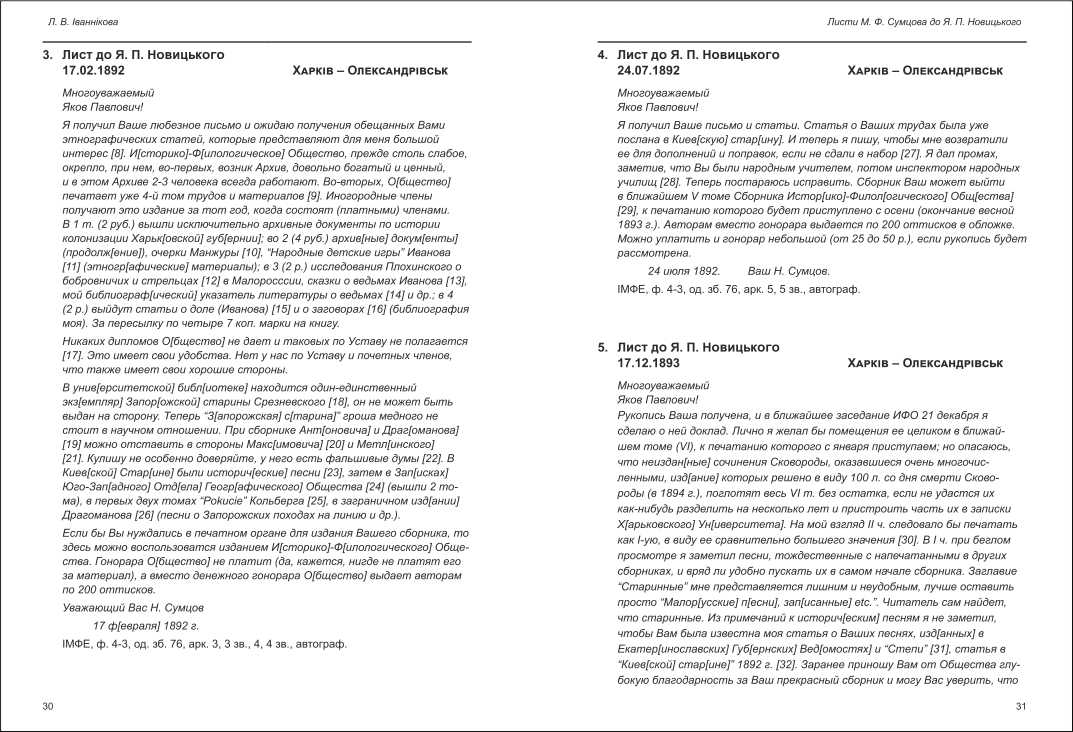 Л. В. Іваннікова
3. Лист до Я. П. Новицького
17.02.1892 Харків – Олександрівськ
Многоуважаемый
Яков Павлович!
Я получил Ваше любезное письмо и ожидаю получения обещанных Вами
этнографических статей, которые представляют для меня большой
интерес [8]. И[сторико]-Ф[илологическое] Общество, прежде столь слабое,
окрепло, при нем, во-первых, возник Архив, довольно богатый и ценный,
и в этом Архиве 2-3 человека всегда работают. Во-вторых, О[бщество]
печатает уже 4-й том трудов и материалов [9]. Иногородние члены
получают это издание за тот год, когда состоят (платными) членами.
В 1 т. (2 руб.) вышли исключительно архивные документы по истории
колонизации Харьк[овской] губ[ернии]; во 2 (4 руб.) архив[ные] докум[енты]
(продолж[ение]), очерки Манжуры [10], “Народные детские игры” Иванова
[11] (этногр[афические] материалы); в 3 (2 р.) исследования Плохинского о
бобровничих и стрельцах [12] в Малоросссии, сказки о ведьмах Иванова [13],
мой библиограф[ический] указатель литературы о ведьмах [14] и др.; в 4
(2 р.) выйдут статьи о доле (Иванова) [15] и о заговорах [16] (библиография
моя). За пересылку по четыре 7 коп. марки на книгу.
Никаких дипломов О[бщество] не дает и таковых по Уставу не полагается
[17]. Это имеет свои удобства. Нет у нас по Уставу и почетных членов,
что также имеет свои хорошие стороны.
В унив[ерситетской] библ[иотеке] находится один-единственный
экз[емпляр] Запор[ожской] старины Срезневского [18], он не может быть
выдан на сторону. Теперь “З[апорожская] с[тарина]” гроша медного не
стоит в научном отношении. При сборнике Ант[оновича] и Драг[оманова]
[19] можно отставить в стороны Макс[имовича] [20] и Метл[инского]
[21]. Кулишу не особенно доверяйте, у него есть фальшивые думы [22]. В
Киев[ской] Стар[ине] были историч[еские] песни [23], затем в Зап[исках]
Юго-Зап[адного] Отд[ела] Геогр[афического] Общества [24] (вышли 2 то-
ма), в первых двух томах “Pokucie” Кольберга [25], в заграничном изд[ании]
Драгоманова [26] (песни о Запорожских походах на линию и др.).
Если бы Вы нуждались в печатном органе для издания Вашего сборника, то
здесь можно воспользоватся изданием И[сторико]-Ф[илологического] Обще-
ства. Гонорара О[бщество] не платит (да, кажется, нигде не платят его
за материал), а вместо денежного гонорара О[бщество] выдает авторам
по 200 оттисков.
Уважающий Вас Н. Сумцов
17 ф[евраля] 1892 г.
ІМФЕ, ф. 4-3, од. зб. 76, арк. 3, 3 зв., 4, 4 зв., автограф.
30
Листи М. Ф. Сумцова до Я. П. Новицького
4. Лист до Я. П. Новицького
24.07.1892 Харків – Олександрівськ
Многоуважаемый
Яков Павлович!
Я получил Ваше письмо и статьи. Статья о Ваших трудах была уже
послана в Киев[скую] стар[ину]. И теперь я пишу, чтобы мне возвратили
ее для дополнений и поправок, если не сдали в набор [27]. Я дал промах,
заметив, что Вы были народным учителем, потом инспектором народных
училищ [28]. Теперь постараюсь исправить. Сборник Ваш может выйти
в ближайшем V томе Сборника Истор[ико]-Филол[огического] Общ[ества]
[29], к печатанию которого будет приступлено с осени (окончание весной
1893 г.). Авторам вместо гонорара выдается по 200 оттисков в обложке.
Можно уплатить и гонорар небольшой (от 25 до 50 р.), если рукопись будет
рассмотрена.
24 июля 1892. Ваш Н. Сумцов.
ІМФЕ, ф. 4-3, од. зб. 76, арк. 5, 5 зв., автограф.
5. Лист до Я. П. Новицького
17.12.1893 Харків – Олександрівськ
Многоуважаемый
Яков Павлович!
Рукопись Ваша получена, и в ближайшее заседание ИФО 21 декабря я
сделаю о ней доклад. Лично я желал бы помещения ее целиком в ближай-
шем томе (VI), к печатанию которого с января приступаем; но опасаюсь,
что неиздан[ные] сочинения Сковороды, оказавшиеся очень многочис-
ленными, изд[ание] которых решено в виду 100 л. со дня смерти Сково-
роды (в 1894 г.), поглотят весь VI т. без остатка, если не удастся их
как-нибудь разделить на несколько лет и пристроить часть их в записки
Х[арьковского] Ун[иверситета]. На мой взгляд II ч. следовало бы печатать
как I-ую, в виду ее сравнительно большего значения [30]. В I ч. при беглом
просмотре я заметил песни, тождественные с напечатанными в других
сборниках, и вряд ли удобно пускать их в самом начале сборника. Заглавие
“Старинные” мне представляется лишним и неудобным, лучше оставить
просто “Малор[усские] п[есни], зап[исанные] etc.”. Читатель сам найдет,
что старинные. Из примечаний к историч[еским] песням я не заметил,
чтобы Вам была известна моя статья о Ваших песнях, изд[анных] в
Екатер[инославских] Губ[ернских] Вед[омостях] и “Степи” [31], статья в
“Киев[ской] стар[ине]” 1892 г. [32]. Заранее приношу Вам от Общества глу-
бокую благодарность за Ваш прекрасный сборник и могу Вас уверить, что
31